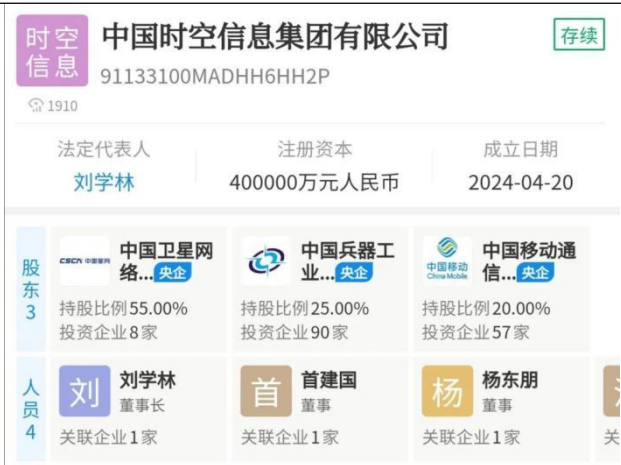 时空
信息
中国时空信息集团有限公司
存续
91133100MADHH6HH2P
1910
法定代表人
注册资本
成立日期
刘学林
400000万元人民币
2024-04-20
股东3
CSCN 中国星网
中国卫星网
络...央企
持股比例55.00%
投资企业8家
中国兵器工
业...央企
持股比例25.00%
投资企业90家
中国移动
China Mobile
中国移动通
信...央企
持股比例20.00%
投资企业57家
人员4
刘
刘学林
董事长
关联企业1家
首
首建国
董事
关联企业1家
杨
杨东朋
董事
关联企业1家
关